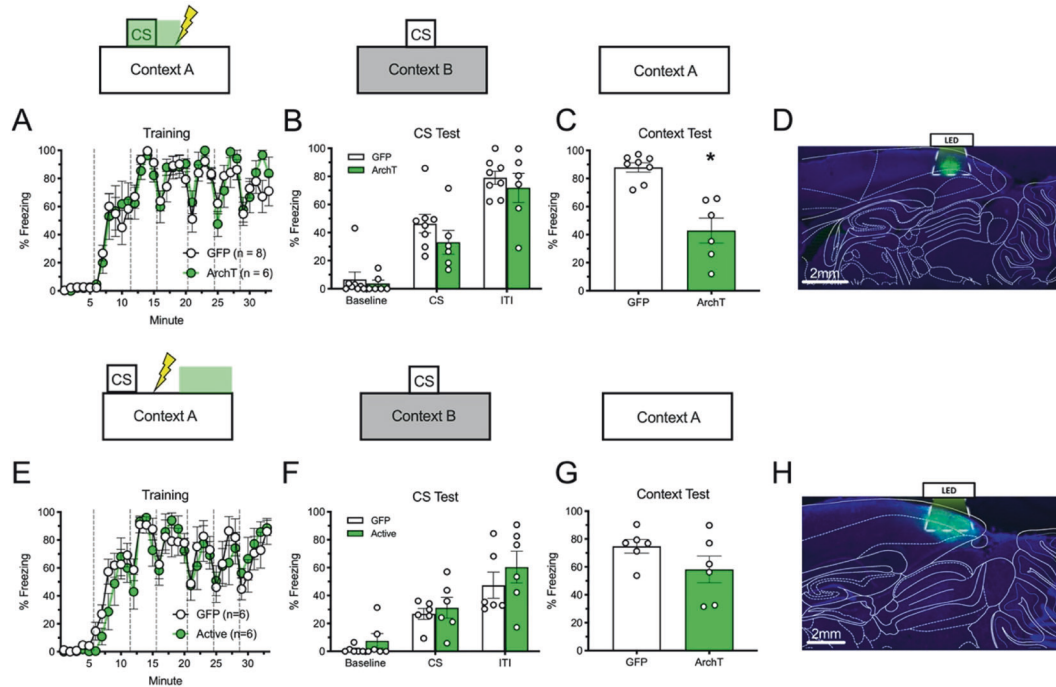 CS
Context A
CS
Context B
Context A
A
Training
% Freezing
100
80
60
40
20
0
GFP (n = 8)
ArchT (n = 6)
5 10 15 20 25 30
Minute
B
CS Test
% Freezing
100
80
60
40
20
0
GFP
ArchT
Baseline CS ITI
C
Context Test
% Freezing
100
80
60
40
20
0
*
GFP ArchT
D
LED
2mm
CS
Context A
CS
Context B
Context A
E
Training
% Freezing
100
80
60
40
20
0
GFP (n=6)
Active (n=6)
5 10 15 20 25 30
Minute
F
CS Test
% Freezing
100
80
60
40
20
0
GFP
Active
Baseline CS ITI
G
Context Test
% Freezing
100
80
60
40
20
0
GFP ArchT
H
LED
2mm